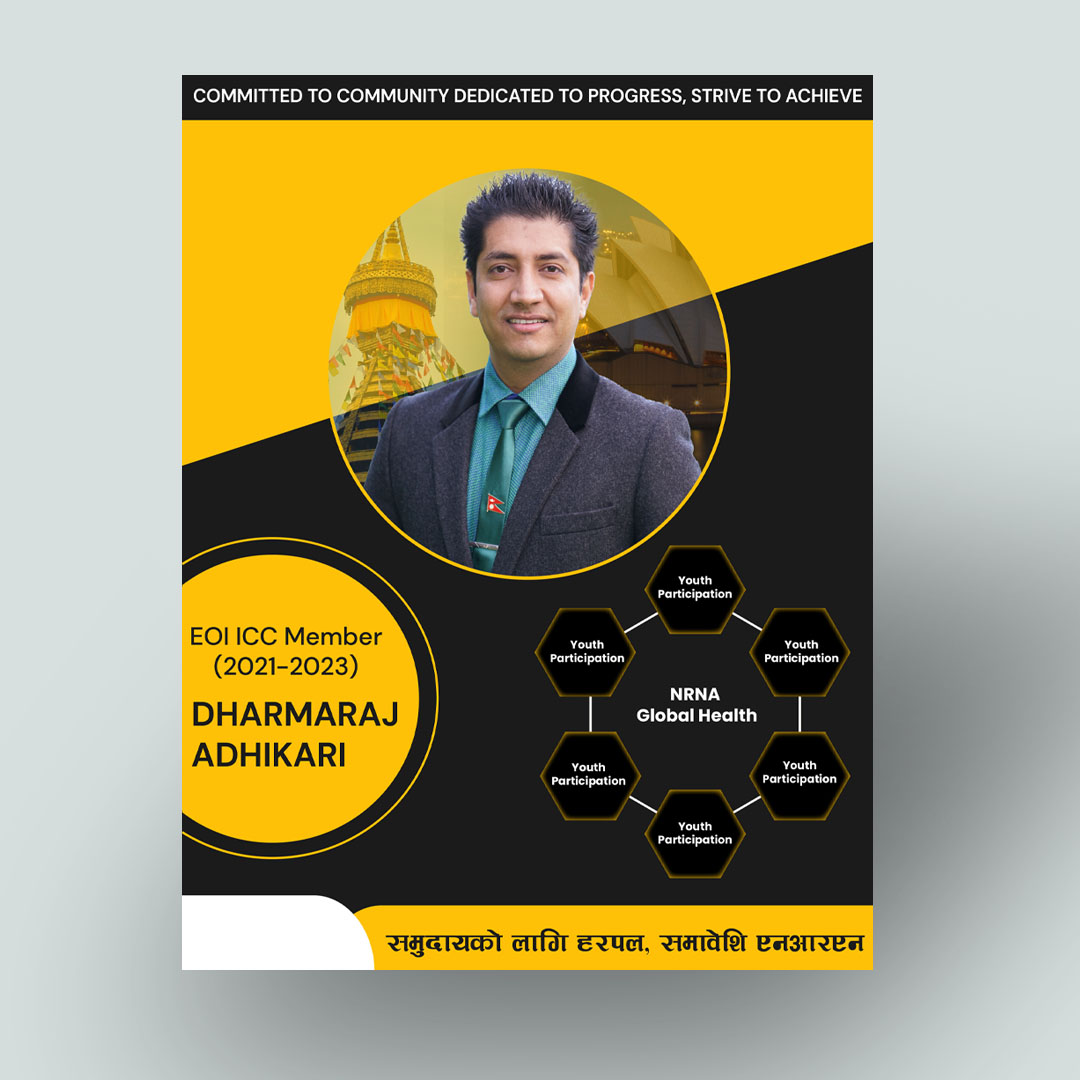 COMMITTED TO COMMUNITY DEDICATED TO PROGRESS, STRIVE TO ACHIEVE
EOI ICC Member
(2021-2023)
DHARMARAJ
ADHIKARI
Youth
Participation
Youth
Participation
Youth
Participation
NRNA
Global Health
Youth
Participation
Youth
Participation
Youth
Participation
समुदायको लागि हरपल, समावेशि एनआरएन